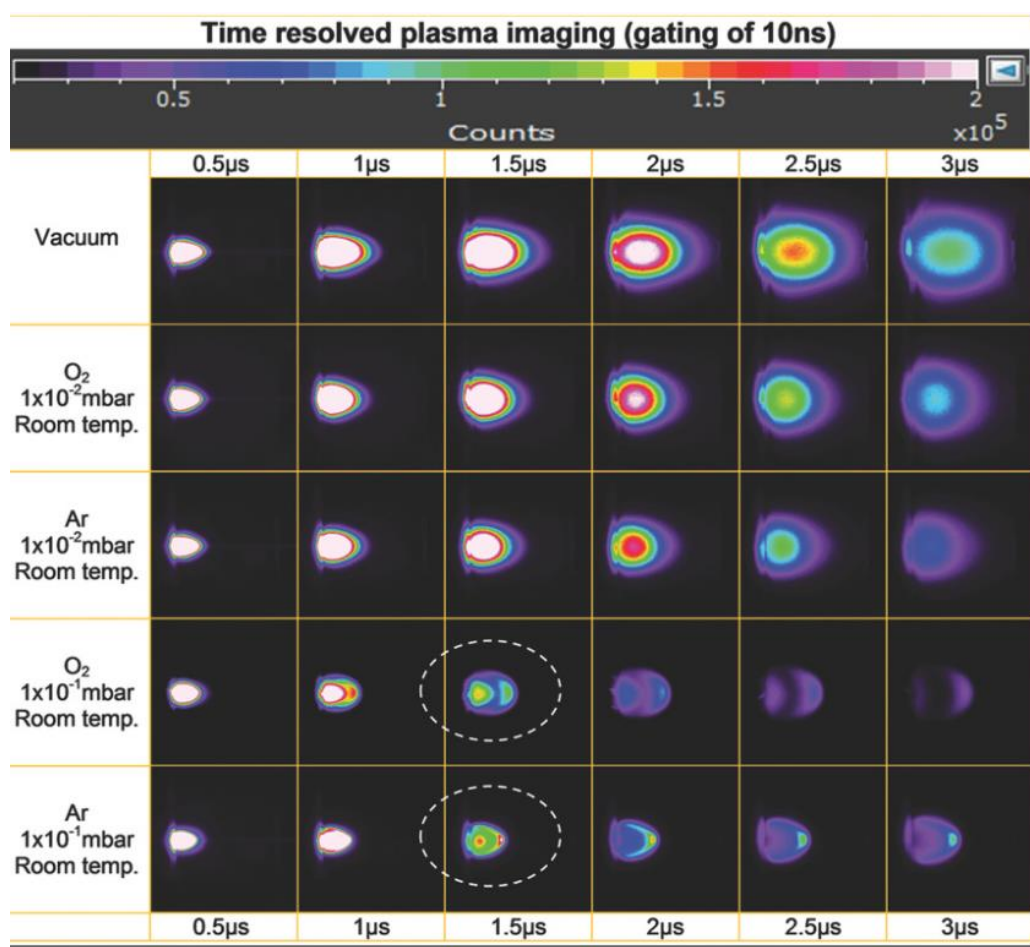 Time resolved plasma imaging (gating of 10ns)
0.5 1 1.5 2
Counts x10⁵
0.5µs 1µs 1.5µs 2µs 2.5µs 3µs
Vacuum
O₂
1x10⁻²mbar
Room temp.
Ar
1x10⁻²mbar
Room temp.
O₂
1x10⁻¹mbar
Room temp.
Ar
1x10⁻¹mbar
Room temp.
0.5µs 1µs 1.5µs 2µs 2.5µs 3µs